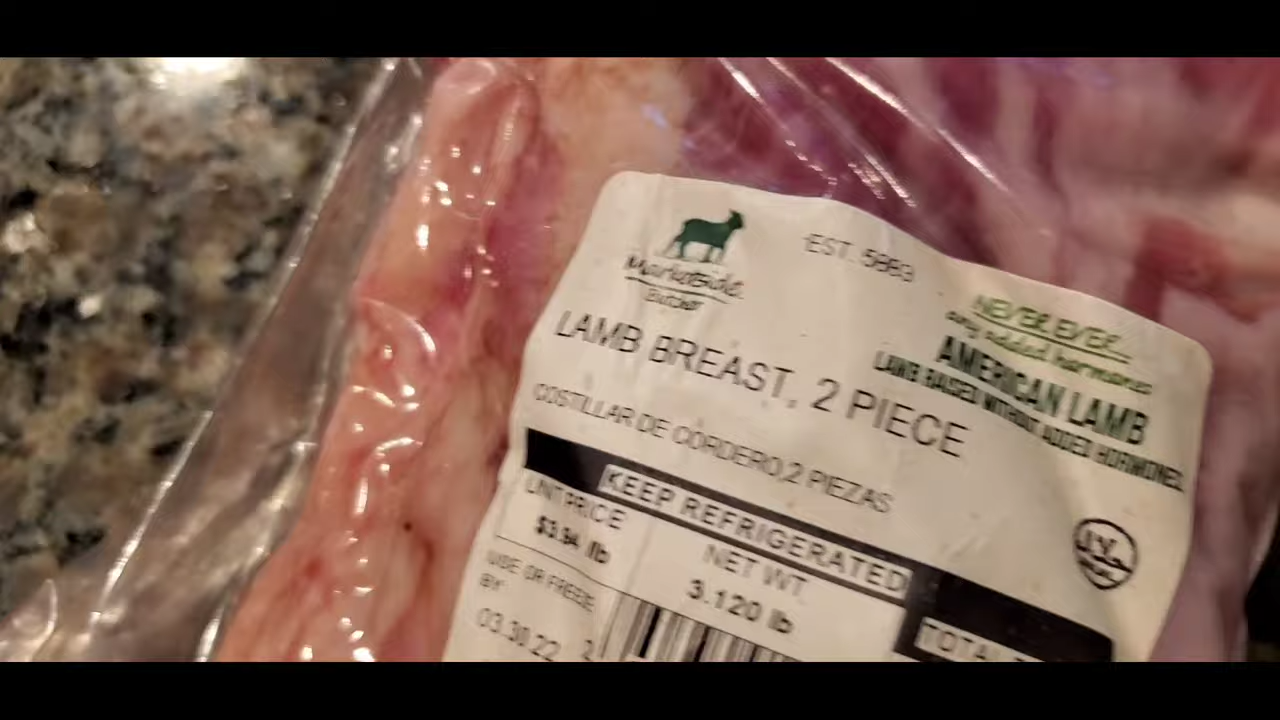 Marketside
Butcher
EST. 5963
NEVER EVER
any added hormones
AMERICAN LAMB
LAMB RAISED WITHOUT ADDED HORMONES
LAMB BREAST, 2 PIECE
COSTILLAR DE CORDERO,2 PIEZAS
KEEP REFRIGERATED
UNIT PRICE
$3.94 lb
NET WT.
3.120 lb
USE OR FREEZE
BY
03.30.22
TOTAL